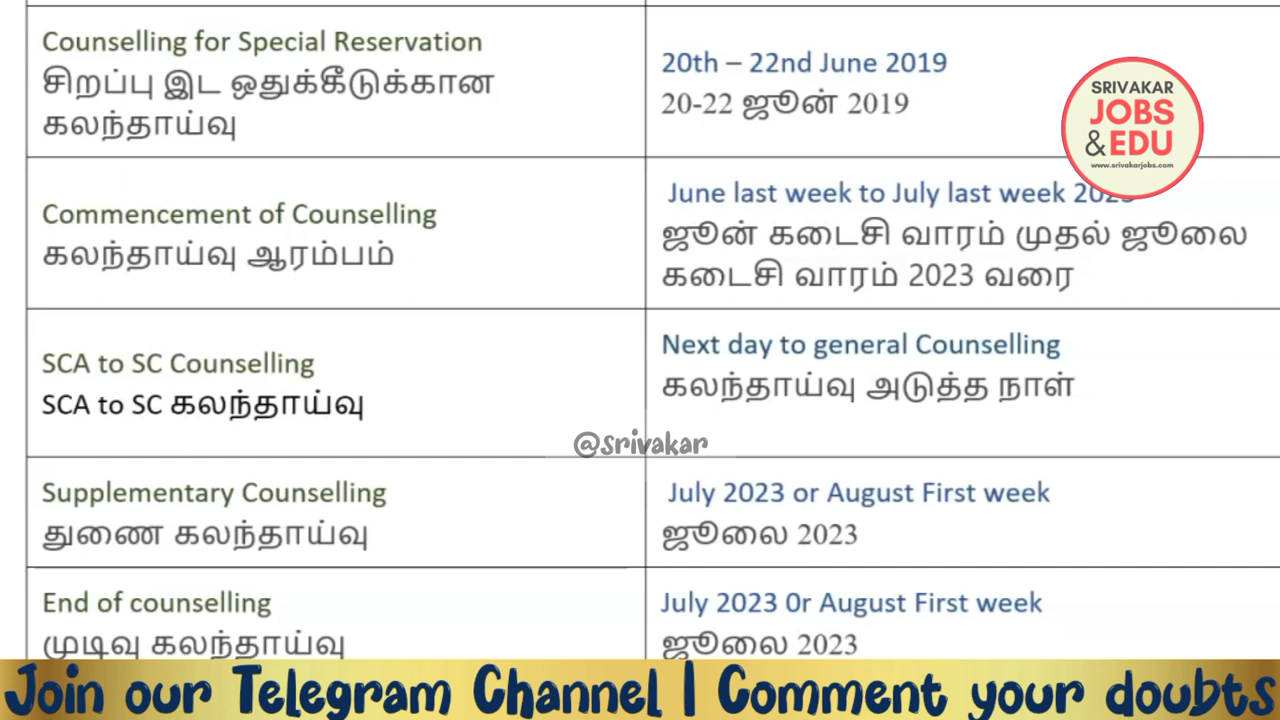 Counselling for Special Reservation
சிறப்பு இட ஒதுக்கீடுக்கான
கலந்தாய்வு
20th – 22nd June 2019
20-22 ஜூன் 2019
SRIVAKAR
JOBS
&EDU
www.srivakarjobs.com
Commencement of Counselling
கலந்தாய்வு ஆரம்பம்
June last week to July last week 2023
ஜூன் கடைசி வாரம் முதல் ஜூலை
கடைசி வாரம் 2023 வரை
SCA to SC Counselling
SCA to SC கலந்தாய்வு
Next day to general Counselling
கலந்தாய்வு அடுத்த நாள்
@srivakar
Supplementary Counselling
துணை கலந்தாய்வு
July 2023 or August First week
ஜூலை 2023
End of counselling
முடிவு கலந்தாய்வு
July 2023 0r August First week
ஜூலை 2023
Join our Telegram Channel | Comment your doubts